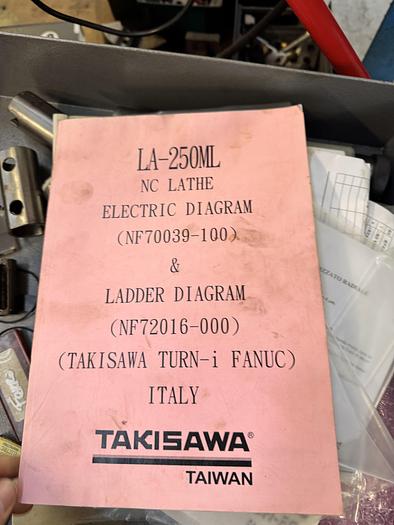 LA-250ML
NC LATHE
ELECTRIC DIAGRAM
(NF70039-100)
&
LADDER DIAGRAM
(NF72016-000)
(TAKISAWA TURN-i FANUC)
ITALY
TAKISAWA®
TAIWAN